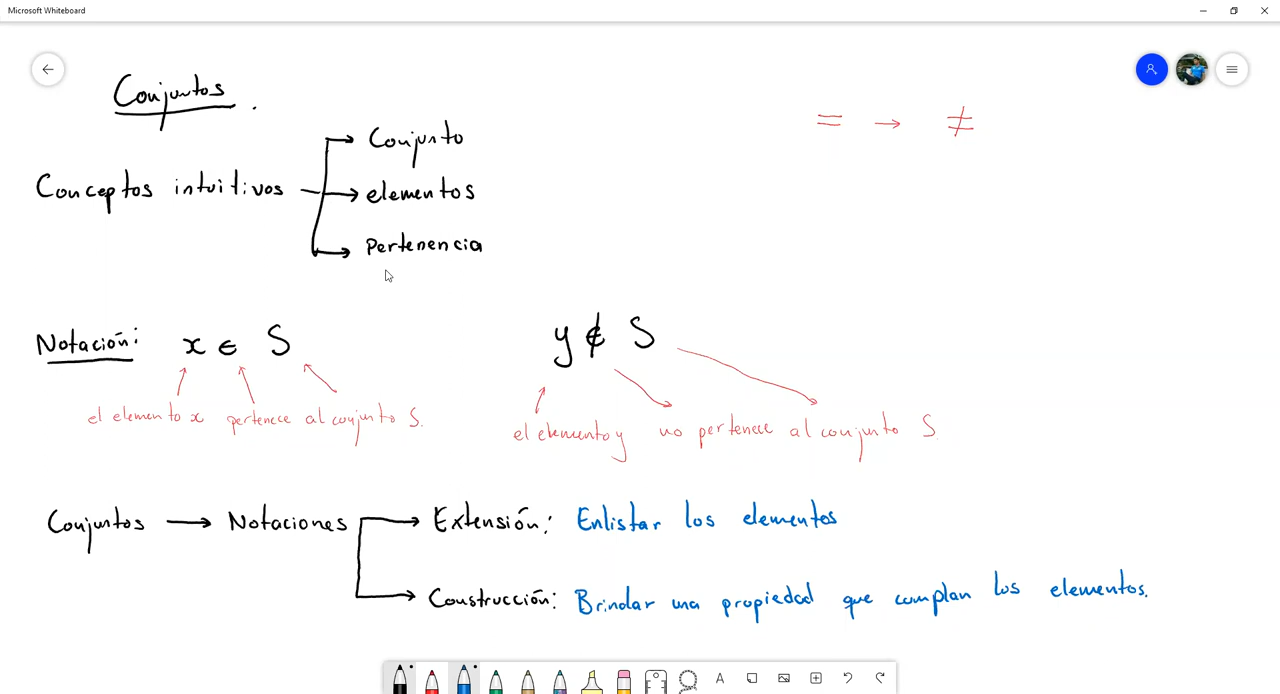 Microsoft Whiteboard
Conjuntos.
= → ≠
Conceptos intuitivos
Conjunto
elementos
Pertenencia
Notación: x ∈ S
y ∉ S
el elemento x pertenece al conjunto S.
el elemento y no pertenece al conjunto S.
Conjuntos → Notaciones
Extensión: Enlistar los elementos
Construcción: Brindar una propiedad que cumplan los elementos.
A